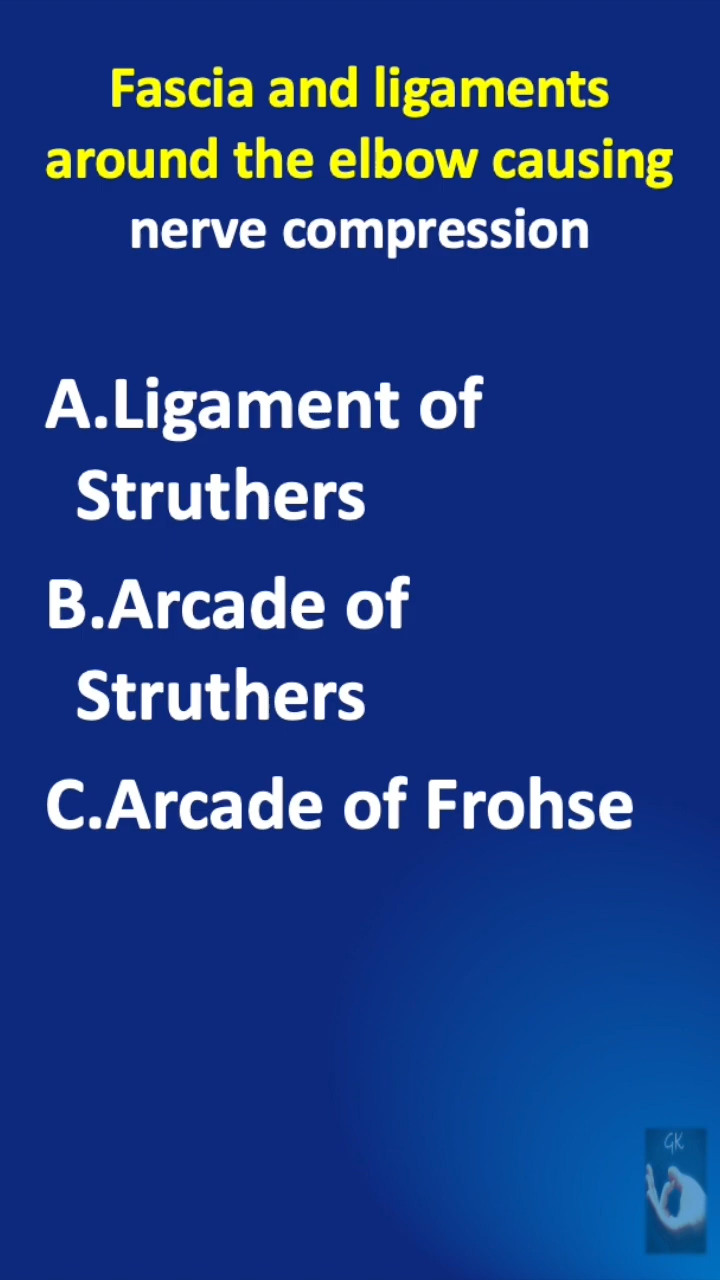 Fascia and ligaments
around the elbow causing
nerve compression
A.Ligament of
Struthers
B.Arcade of
Struthers
C.Arcade of Frohse
GK